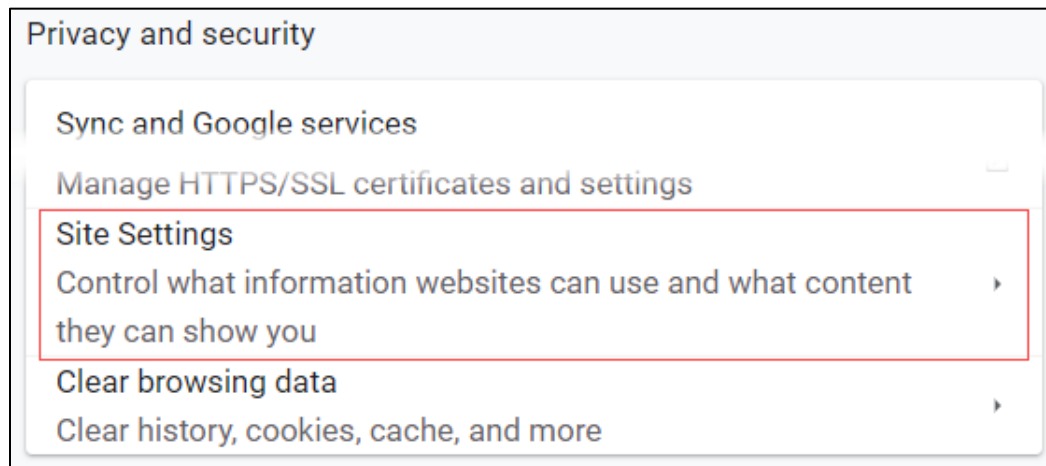 Privacy and security
Sync and Google services
Manage HTTPS/SSL certificates and settings
Site Settings
Control what information websites can use and what content
they can show you
Clear browsing data
Clear history, cookies, cache, and more